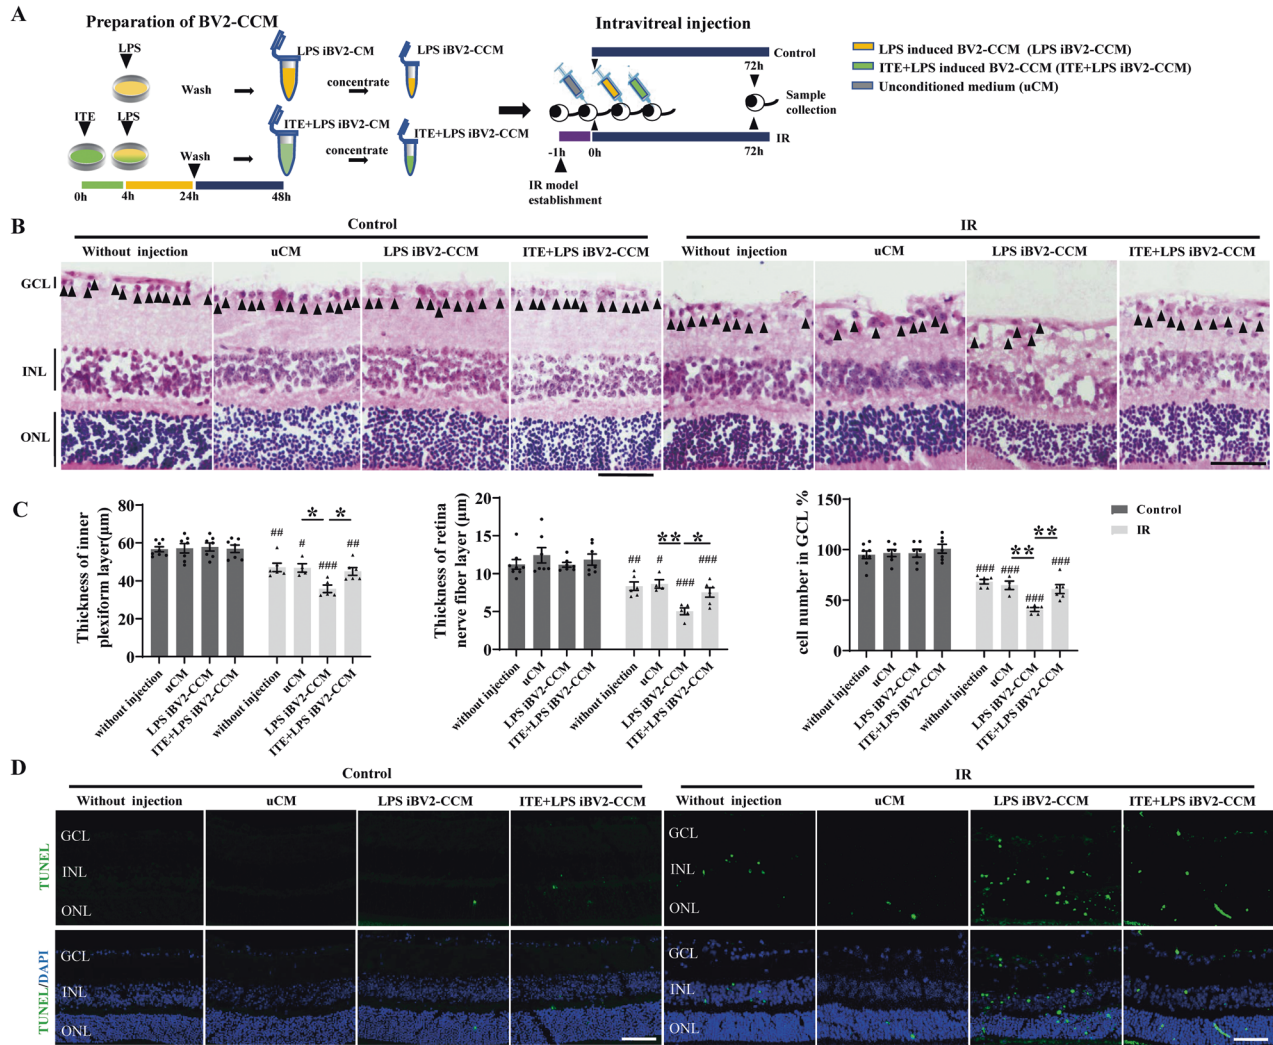 A
Preparation of BV2-CCM
LPS
LPS iBV2-CM
LPS iBV2-CCM
Wash
concentrate
ITE
LPS
ITE+LPS iBV2-CM
ITE+LPS iBV2-CCM
Wash
concentrate
0h
4h
24h
48h
Intravitreal injection
Control
72h
Sample
collection
IR
-1h
0h
72h
IR model
establishment
LPS induced BV2-CCM (LPS iBV2-CCM)
ITE+LPS induced BV2-CCM (ITE+LPS iBV2-CCM)
Unconditioned medium (uCM)
B
Control
IR
Without injection
uCM
LPS iBV2-CCM
ITE+LPS iBV2-CCM
Without injection
uCM
LPS iBV2-CCM
ITE+LPS iBV2-CCM
GCL
INL
ONL
C
Thickness of inner
plexiform layer(μm)
80
60
40
20
0
##
#
###
##
*
*
without injection
uCM
LPS iBV2-CCM
ITE+LPS iBV2-CCM
without injection
uCM
LPS iBV2-CCM
ITE+LPS iBV2-CCM
Thickness of retina
nerve fiber layer (μm)
20
15
10
5
0
##
#
###
###
**
*
without injection
uCM
LPS iBV2-CCM
ITE+LPS iBV2-CCM
without injection
uCM
LPS iBV2-CCM
ITE+LPS iBV2-CCM
cell number in GCL %
150
100
50
0
###
###
###
###
**
**
without injection
uCM
LPS iBV2-CCM
ITE+LPS iBV2-CCM
without injection
uCM
LPS iBV2-CCM
ITE+LPS iBV2-CCM
Control
IR
D
Control
IR
Without injection
uCM
LPS iBV2-CCM
ITE+LPS iBV2-CCM
Without injection
uCM
LPS iBV2-CCM
ITE+LPS iBV2-CCM
TUNEL
GCL
INL
ONL
GCL
INL
ONL
TUNEL/DAPI
GCL
INL
ONL
GCL
INL
ONL